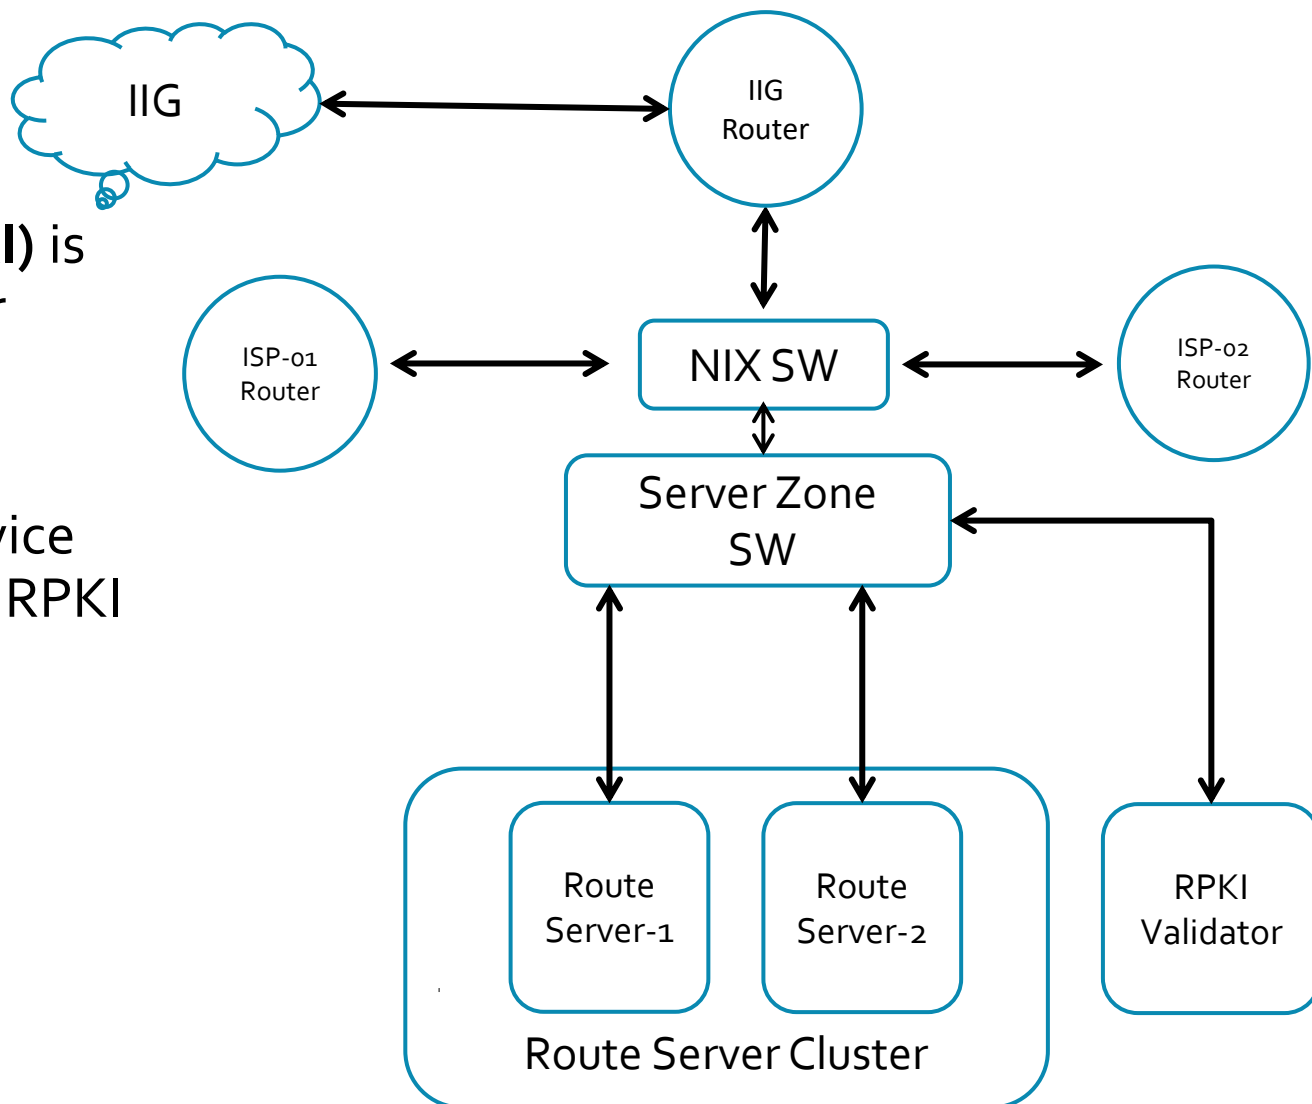 IIG
IIG
Router
l) is
ISP-01
Router
NIX SW
ISP-02
Router
Server Zone
SW
vice
RPKI
Route
Server-1
Route
Server-2
RPKI
Validator
Route Server Cluster